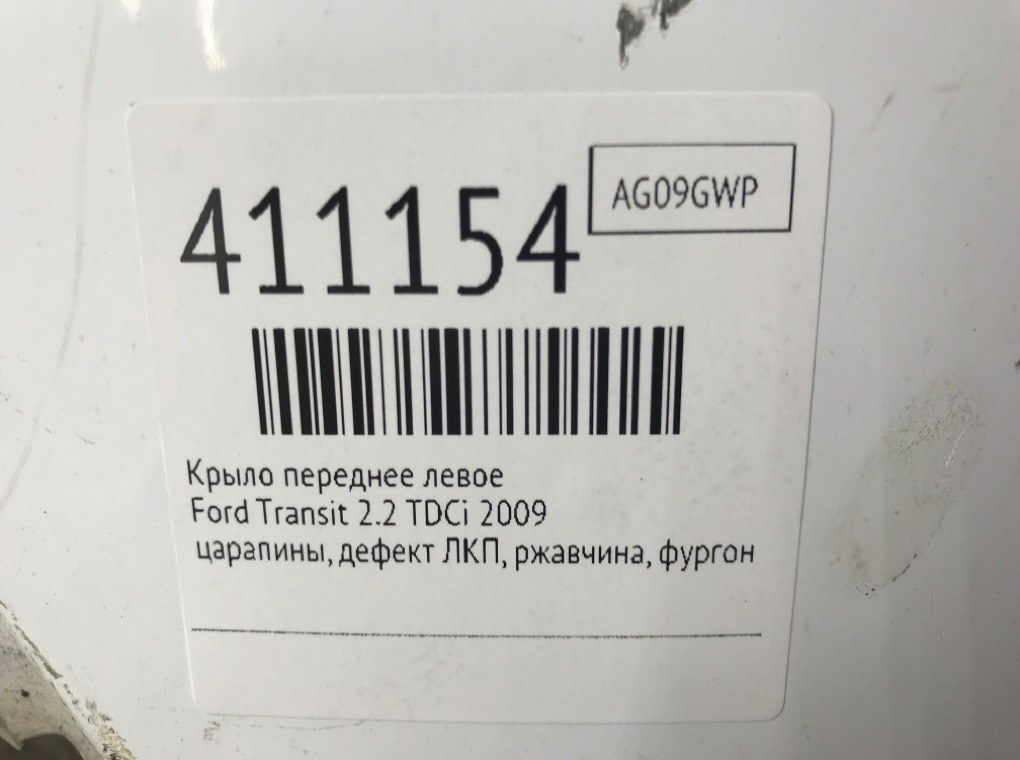 AG09GWP
411154
Крыло переднее левое
Ford Transit 2.2 TDCi 2009
царапины, дефект ЛКП, ржавчина, фургон